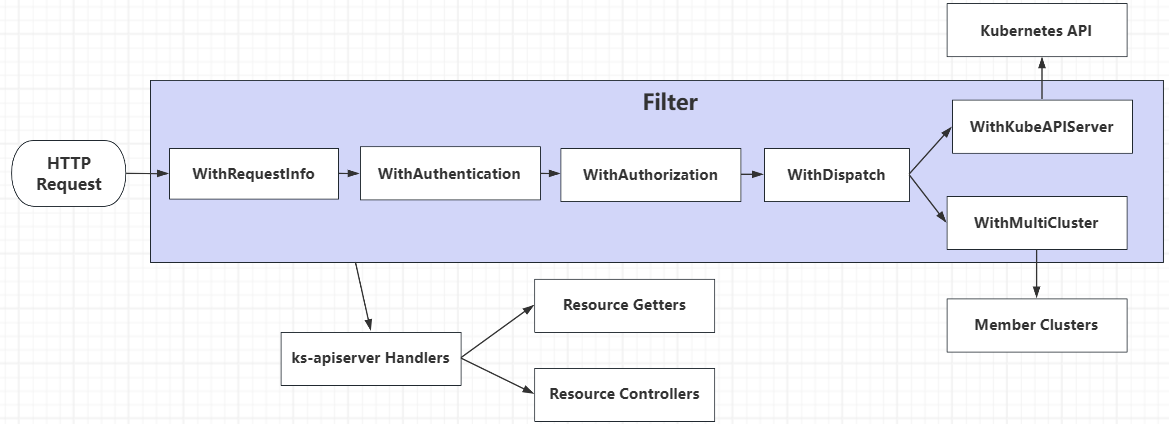 Kubernetes API
Filter
WithKubeAPIServer
HTTP
Request
WithRequestInfo
WithAuthentication
WithAuthorization
WithDispatch
WithMultiCluster
Resource Getters
Member Clusters
ks-apiserver Handlers
Resource Controllers